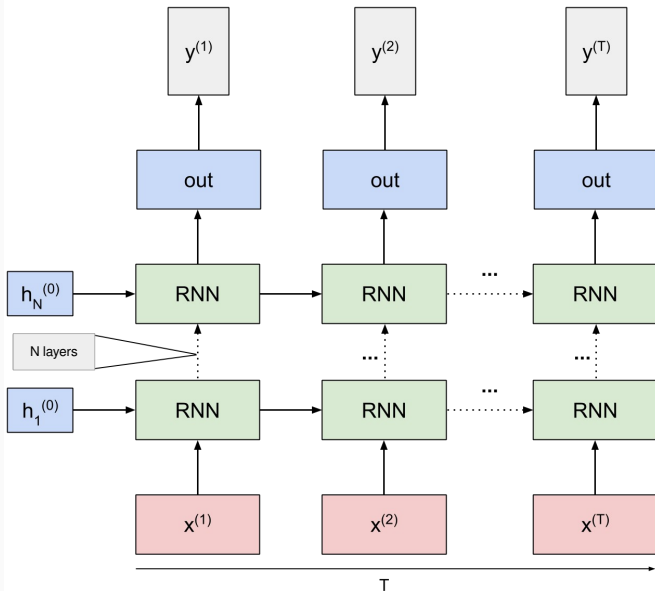 y(1) y(2) y(T)
out out out
...
hN(0) RNN RNN RNN
N layers ... ...
...
h1(0) RNN RNN RNN
x(1) x(2) x(T)
T